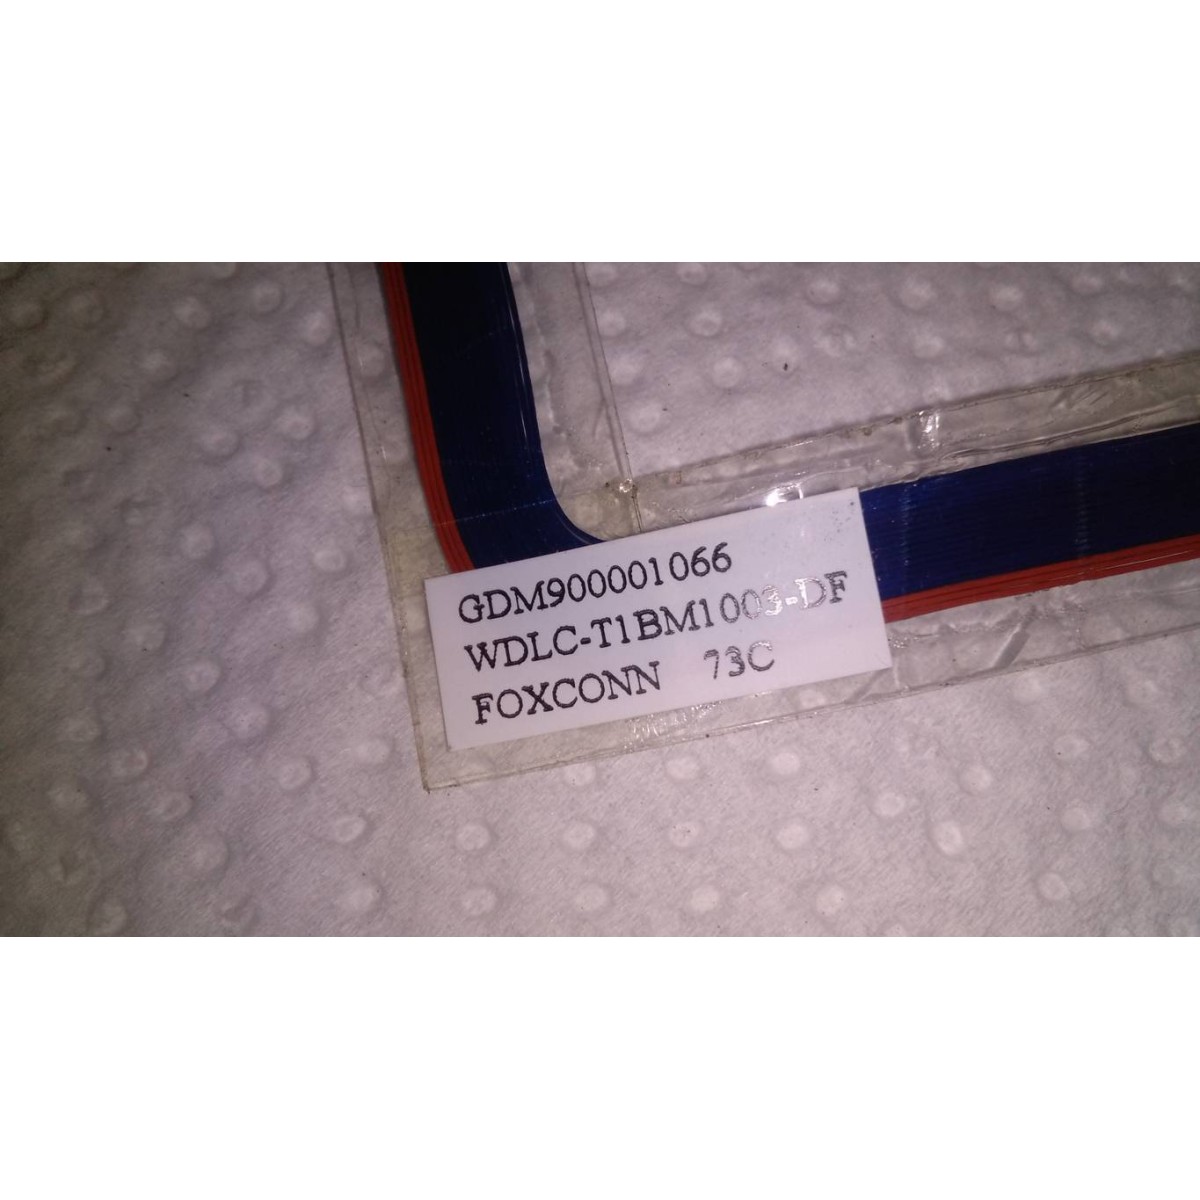 GDM900001066
WDLC-T1BM1003-DF
FOXCONN 73C